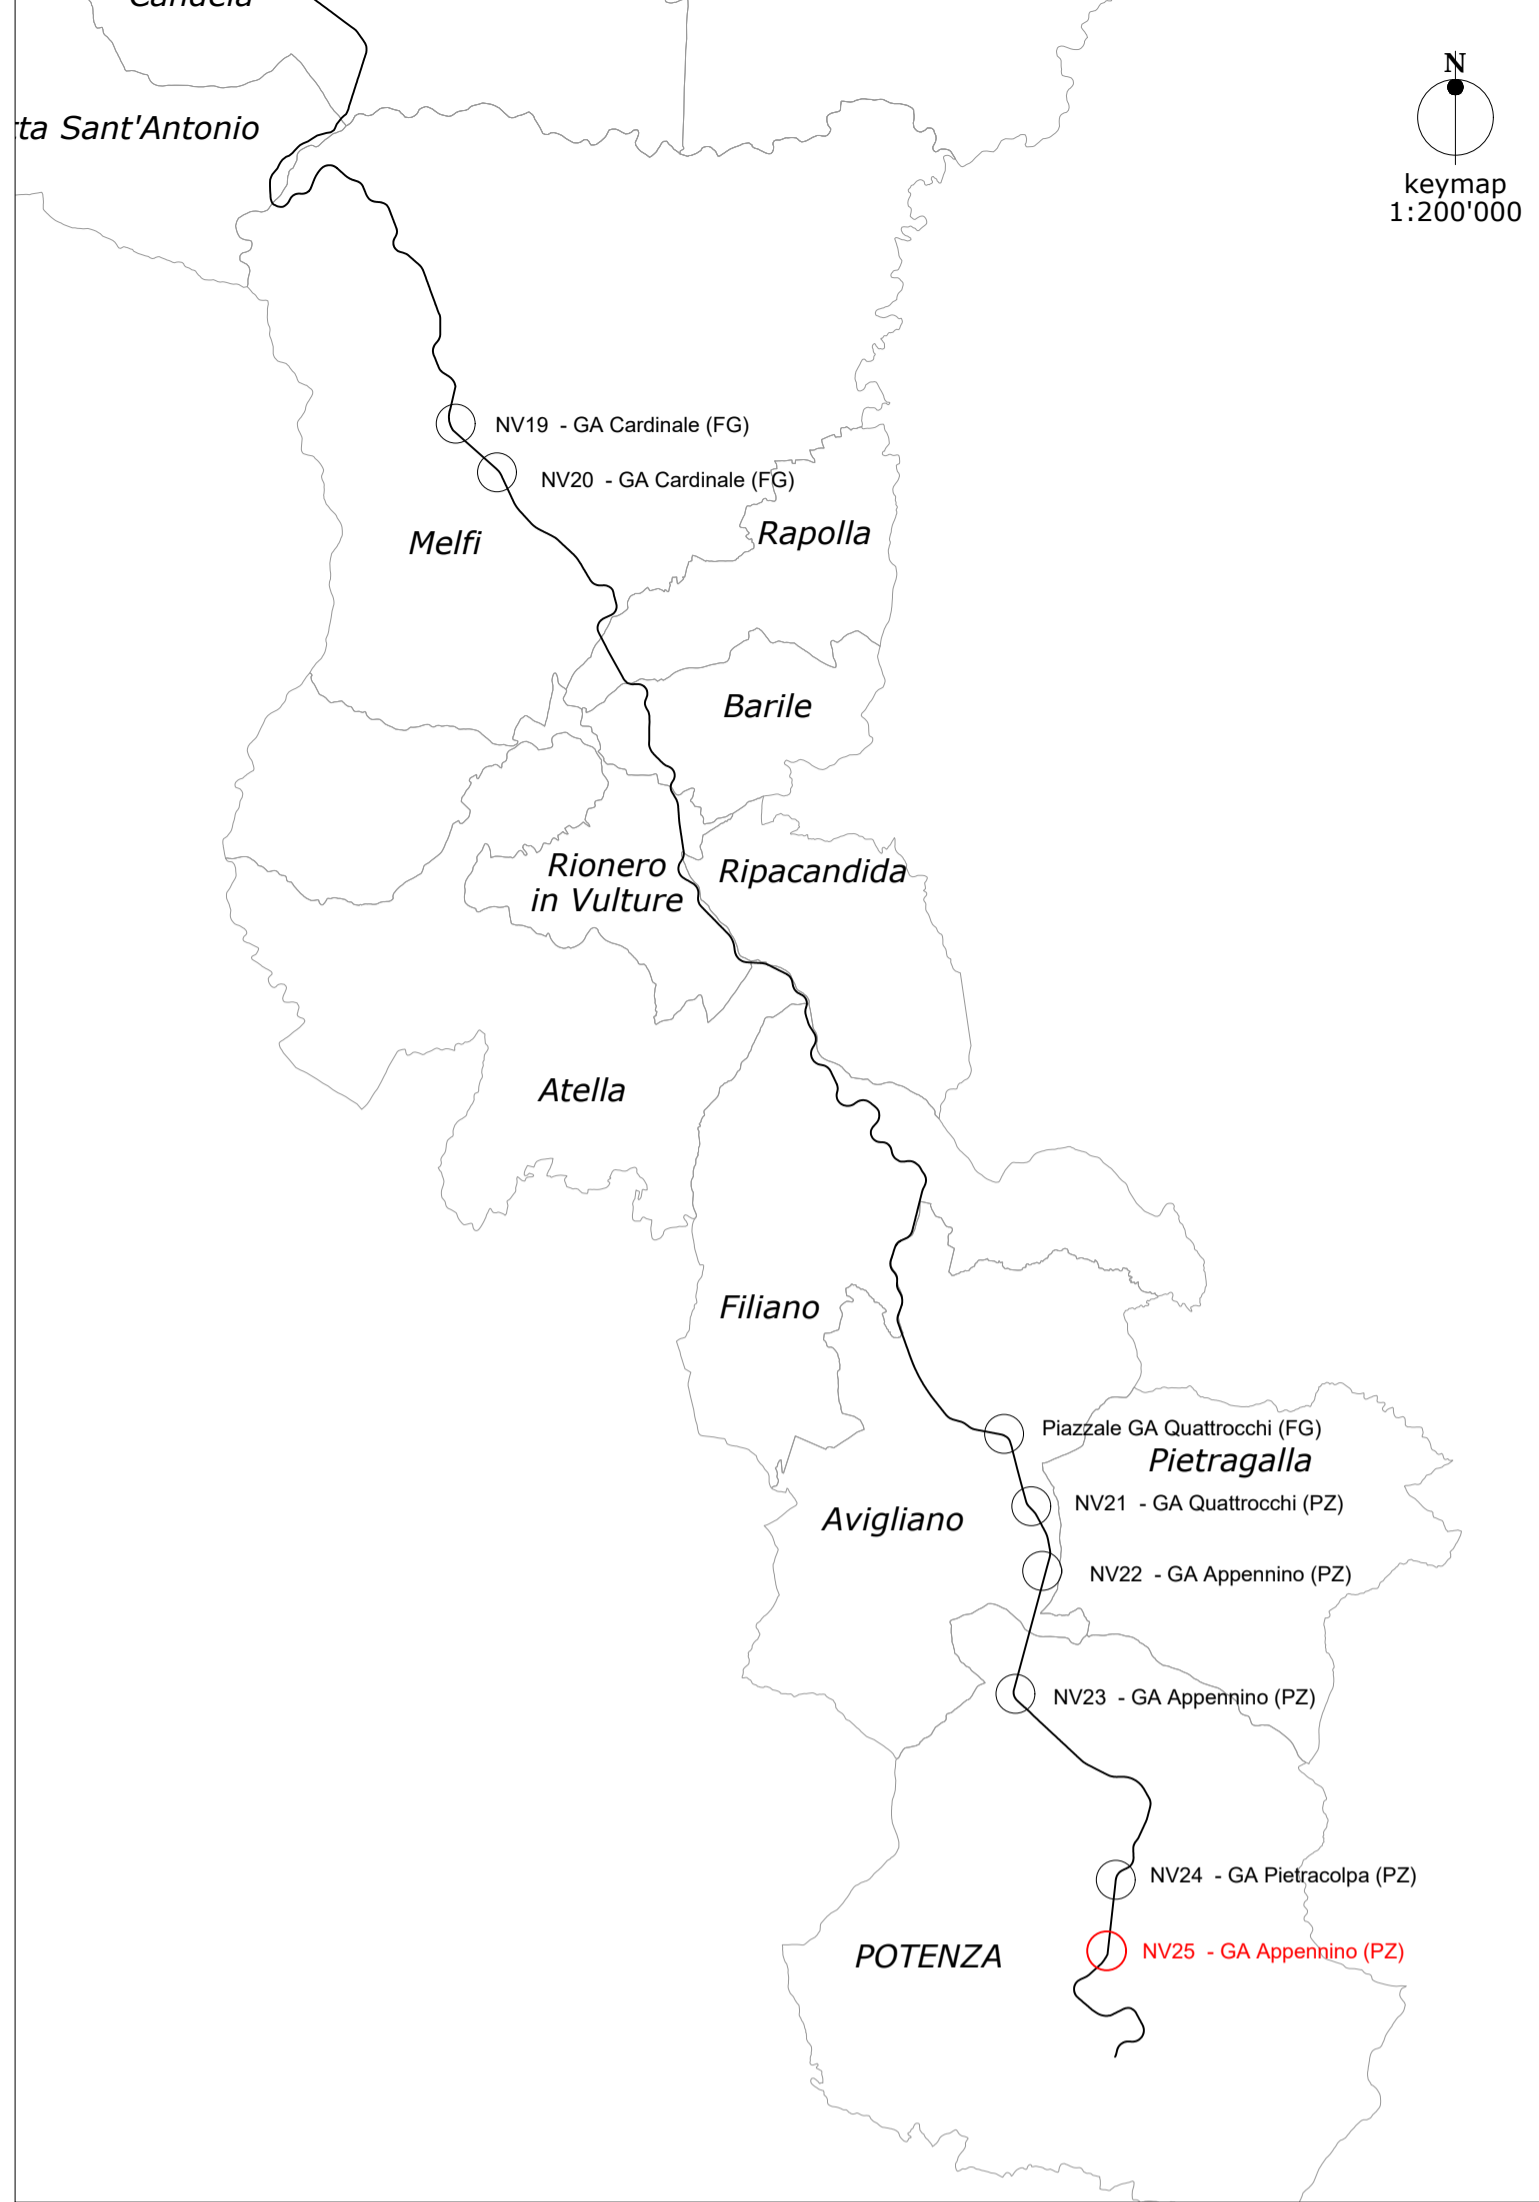 Candela
N
rta Sant'Antonio
keymap
1:200'000
NV19 - GA Cardinale (FG)
NV20 - GA Cardinale (FG)
Rapolla
Melfi
Barile
Rionero
in Vulture
Ripacandida
Atella
Filiano
Piazzale GA Quattrocchi (FG)
Pietragalla
NV21 - GA Quattrocchi (PZ)
Avigliano
NV22 - GA Appennino (PZ)
NV23 - GA Appennino (PZ)
NV24 - GA Pietracolpa (PZ)
NV25 - GA Appennino (PZ)
POTENZA